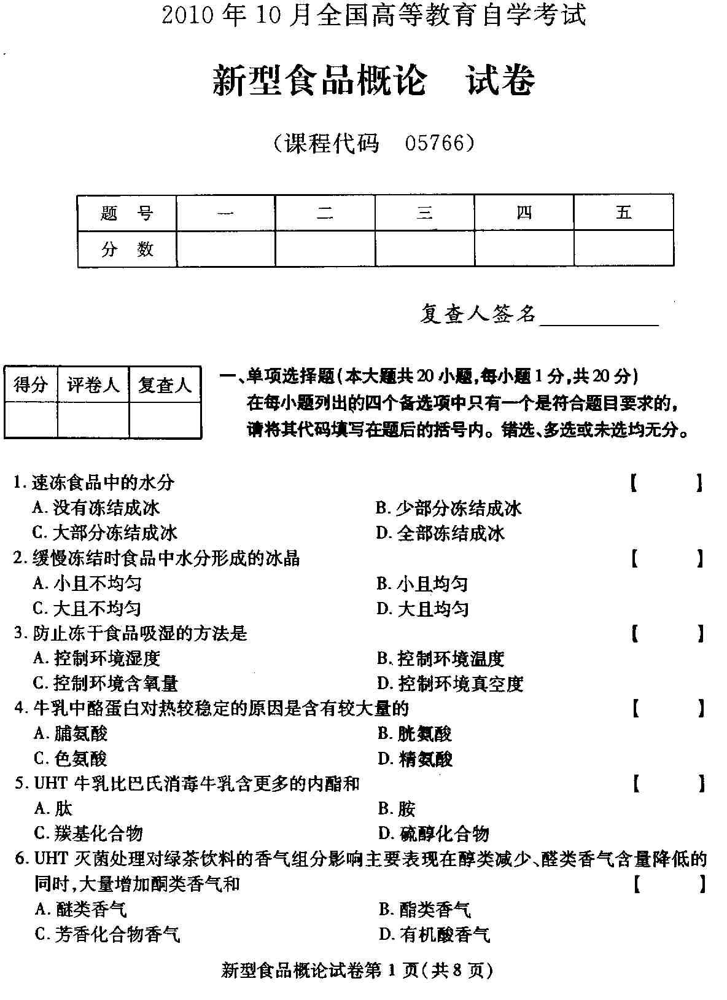 2010 年 10 月全国高等教育自学考试
新型食品概论 试卷
(课程代码 05766)
题 号 一 二 三 四 五
分 数
复查人签名
得分 评卷人 复查人
一、单项选择题(本大题共 20 小题,每小题 1 分,共 20 分)
在每小题列出的四个备选项中只有一个是符合题目要求的,
请将其代码填写在题后的括号内。错选、多选或未选均无分。
1. 速冻食品中的水分 【 】
A. 没有冻结成冰 B. 少部分冻结成冰
C. 大部分冻结成冰 D. 全部冻结成冰
2. 缓慢冻结时食品中水分形成的冰晶 【 】
A. 小且不均匀 B. 小且均匀
C. 大且不均匀 D. 大且均匀
3. 防止冻干食品吸湿的方法是 【 】
A. 控制环境湿度 B. 控制环境温度
C. 控制环境含氧量 D. 控制环境真空度
4. 牛乳中酪蛋白对热较稳定的原因是含有较大量的 【 】
A. 脯氨酸 B. 胱氨酸
C. 色氨酸 D. 精氨酸
5. UHT 牛乳比巴氏消毒牛乳含更多的内酯和 【 】
A. 肽 B. 胺
C. 羰基化合物 D. 硫醇化合物
6. UHT 灭菌处理对绿茶饮料的香气组分影响主要表现在醇类减少、醛类香气含量降低的
同时,大量增加酮类香气和 【 】
A. 醚类香气 B. 酯类香气
C. 芳香化合物香气 D. 有机酸香气
新型食品概论试卷第 1 页(共 8 页)